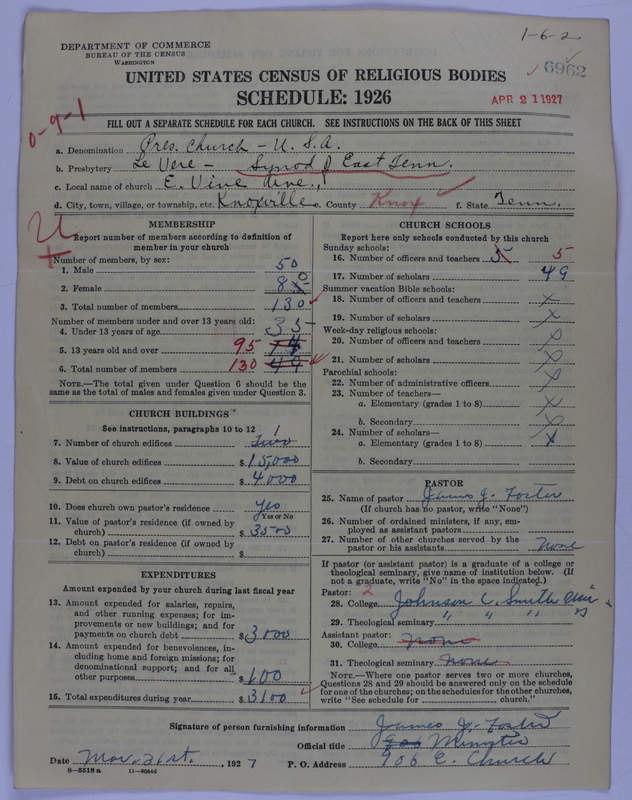 DEPARTMENT OF COMMERCE
BUREAU OF THE CENSUS
WASHINGTON
1-6-2
6962
UNITED STATES CENSUS OF RELIGIOUS BODIES
SCHEDULE: 1926
APR 21 1927
0-9-1
FILL OUT A SEPARATE SCHEDULE FOR EACH CHURCH. SEE INSTRUCTIONS ON THE BACK OF THIS SHEET
a. Denomination Pres. Church - U.S.A.
b. Presbytery Le Vere - Synod of East Tenn.
c. Local name of church E. Vine Ave.,
d. City, town, village, or township, etc. Knoxville e. County Knox f. State Tenn.
MEMBERSHIP
Report number of members according to definition of
member in your church
Number of members, by sex:
1. Male 50
2. Female 80
3. Total number of members 130
Number of members under and over 13 years old:
4. Under 13 years of age 35
5. 13 years old and over 95 14
6. Total number of members 130 49
NOTE.—The total given under Question 6 should be the
same as the total of males and females given under Question 3.
CHURCH BUILDINGS
See instructions, paragraphs 10 to 12
7. Number of church edifices Two 1
8. Value of church edifices $15,000
9. Debt on church edifices $4000
10. Does church own pastor's residence Yes
Yes or No
11. Value of pastor's residence (if owned by
church) $3500
12. Debt on pastor's residence (if owned by
church) $
EXPENDITURES
Amount expended by your church during last fiscal year
13. Amount expended for salaries, repairs,
and other running expenses; for im-
provements or new buildings; and for
payments on church debt $3000
14. Amount expended for benevolences, in-
cluding home and foreign missions; for
denominational support; and for all
other purposes $100
15. Total expenditures during year $3100
CHURCH SCHOOLS
Report here only schools conducted by this church
Sunday schools:
16. Number of officers and teachers 5 5
17. Number of scholars 49
Summer vacation Bible schools:
18. Number of officers and teachers x
19. Number of scholars x
Week-day religious schools:
20. Number of officers and teachers x
21. Number of scholars x
Parochial schools:
22. Number of administrative officers x
23. Number of teachers—
a. Elementary (grades 1 to 8) x
b. Secondary x
24. Number of scholars—
a. Elementary (grades 1 to 8) x
b. Secondary
PASTOR
25. Name of pastor James J. Foster
(If church has no pastor, write "None")
26. Number of ordained ministers, if any, em-
ployed as assistant pastors
27. Number of other churches served by the
pastor or his assistants None
If pastor (or assistant pastor) is a graduate of a college or
theological seminary, give name of institution below. (If
not a graduate, write "No" in the space indicated.)
Pastor: 2
28. College Johnson C. Smith Uni
29. Theological seminary " " "
Assistant pastor:
30. College None
31. Theological seminary None
NOTE.—Where one pastor serves two or more churches,
Questions 28 and 29 should be answered only on the schedule
for one of the churches; on the schedules for the other churches,
write "See schedule for church."
Signature of person furnishing information James J. Foster
Official title 906 Minister
Date Mar. 21st. , 1927 P. O. Address 906 E. Church
8—5518 a